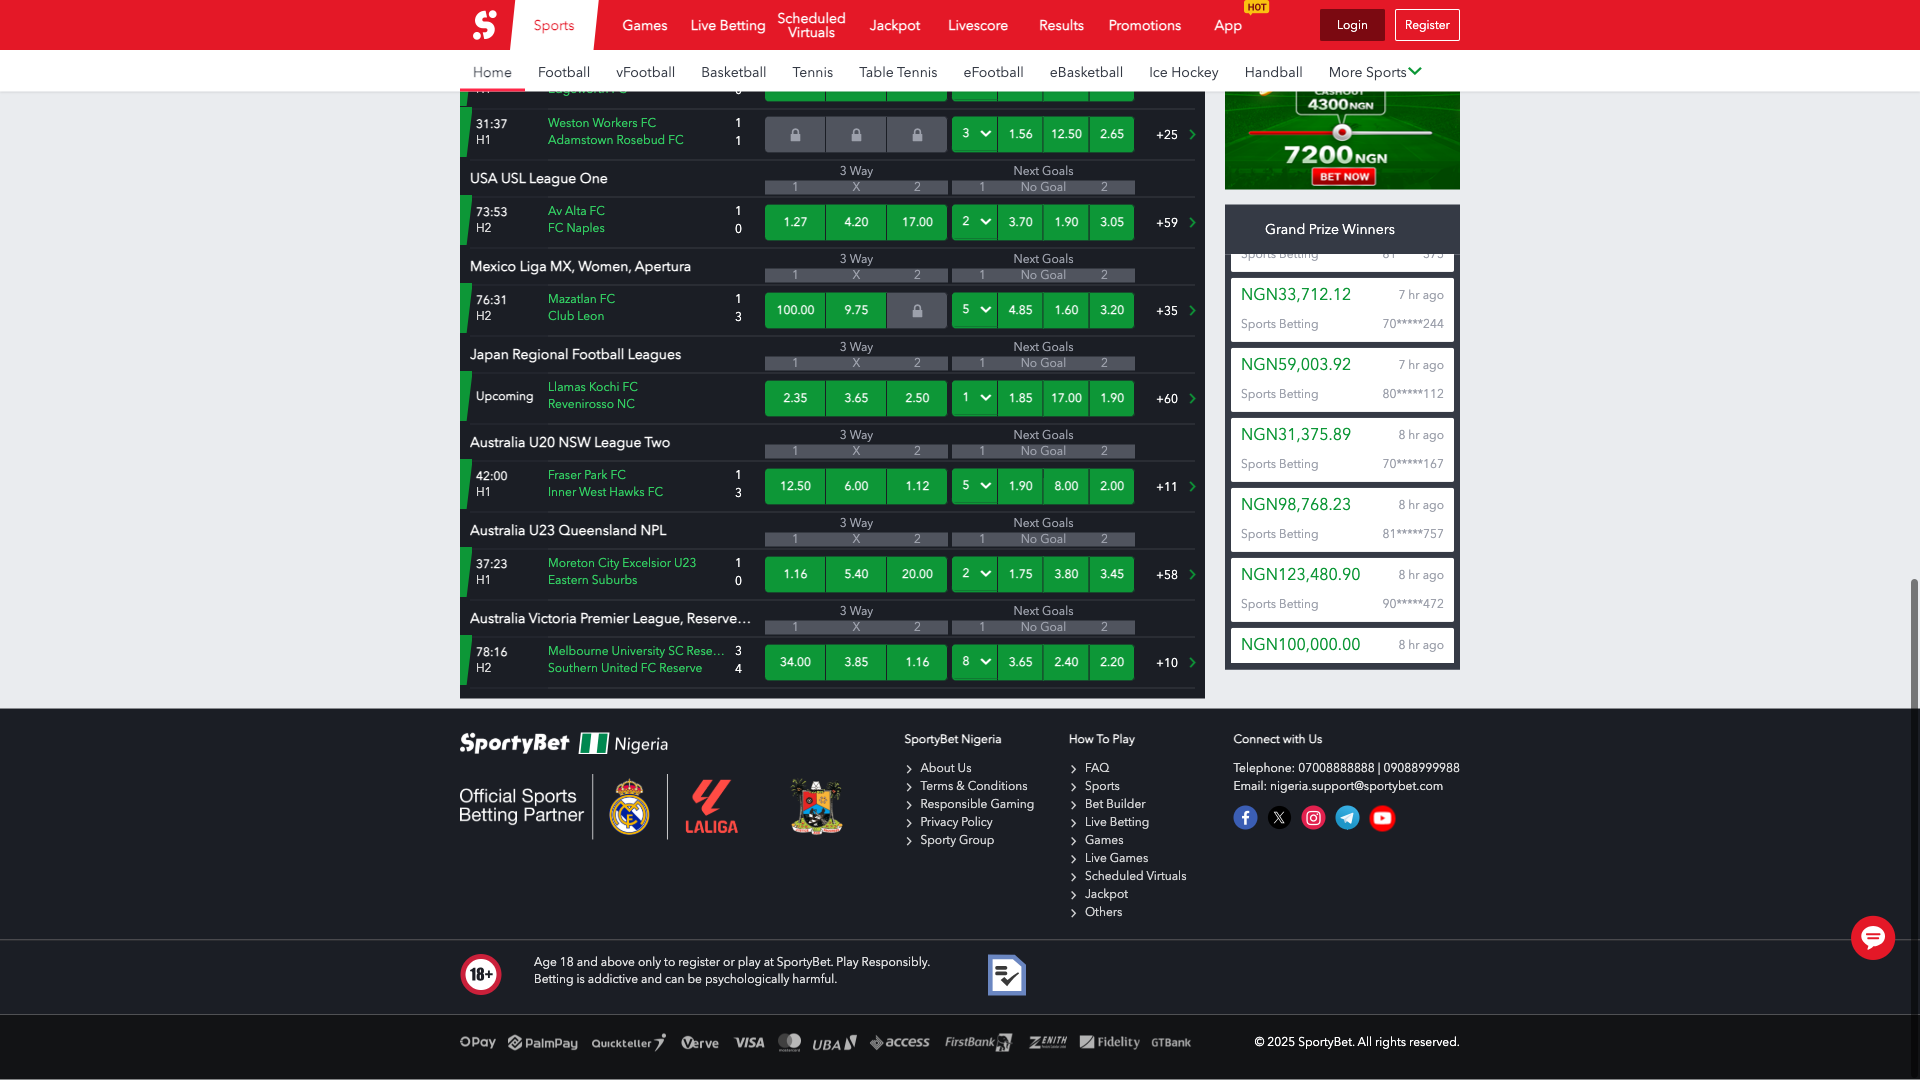 Sports
Games
Live Betting
Scheduled
Virtuals
Jackpot
Livescore
Results
Promotions
App
HOT
Login
Register
Home
Football
vFootball
Basketball
Tennis
Table Tennis
eFootball
eBasketball
Ice Hockey
Handball
More Sports
31:37
H1
Weston Workers FC
1
Adamstown Rosebud FC
1
3
1.56
12.50
2.65
+25
USA USL League One
3 Way
Next Goals
1 X 2
1 No Goal 2
73:53
H2
Av Alta FC
1
FC Naples
0
1.27
4.20
17.00
2
3.70
1.90
3.05
+59
Mexico Liga MX, Women, Apertura
3 Way
Next Goals
1 X 2
1 No Goal 2
76:31
H2
Mazatlan FC
1
Club Leon
3
100.00
9.75
5
4.85
1.60
3.20
+35
Japan Regional Football Leagues
3 Way
Next Goals
1 X 2
1 No Goal 2
Upcoming
Llamas Kochi FC
Revenirosso NC
2.35
3.65
2.50
1
1.85
17.00
1.90
+60
Australia U20 NSW League Two
3 Way
Next Goals
1 X 2
1 No Goal 2
42:00
H1
Fraser Park FC
1
Inner West Hawks FC
3
12.50
6.00
1.12
5
1.90
8.00
2.00
+11
Australia U23 Queensland NPL
3 Way
Next Goals
1 X 2
1 No Goal 2
37:23
H1
Moreton City Excelsior U23
1
Eastern Suburbs
0
1.16
5.40
20.00
2
1.75
3.80
3.45
+58
Australia Victoria Premier League, Reserve...
3 Way
Next Goals
1 X 2
1 No Goal 2
78:16
H2
Melbourne University SC Rese...
3
Southern United FC Reserve
4
34.00
3.85
1.16
8
3.65
2.40
2.20
+10
CASHOUT
4300NGN
7200NGN
BET NOW
Grand Prize Winners
Sports Betting
NGN33,712.12
7 hr ago
Sports Betting
70*****244
NGN59,003.92
7 hr ago
Sports Betting
80*****112
NGN31,375.89
8 hr ago
Sports Betting
70*****167
NGN98,768.23
8 hr ago
Sports Betting
81*****757
NGN123,480.90
8 hr ago
Sports Betting
90*****472
NGN100,000.00
8 hr ago
SportyBet
Nigeria
Official Sports
Betting Partner
LALIGA
SportyBet Nigeria
About Us
Terms & Conditions
Responsible Gaming
Privacy Policy
Sporty Group
How To Play
FAQ
Sports
Bet Builder
Live Betting
Games
Live Games
Scheduled Virtuals
Jackpot
Others
Connect with Us
Telephone: 07008888888 | 09088999988
Email: nigeria.support@sportybet.com
18+
Age 18 and above only to register or play at SportyBet. Play Responsibly.
Betting is addictive and can be psychologically harmful.
OPay
PalmPay
Quickteller
Verve
VISA
UBA
access
FirstBank
ZENITH
Fidelity
GTBank
© 2025 SportyBet. All rights reserved.